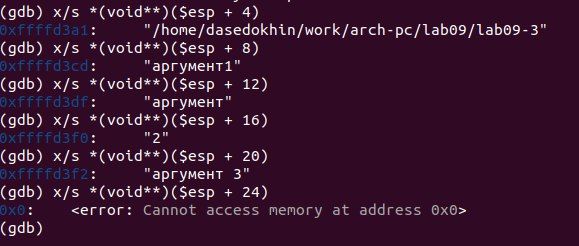 (gdb) x/s *(void**)($esp + 4)
0xffffd3a1:     "/home/dasedokhin/work/arch-pc/lab09/lab09-3"
(gdb) x/s *(void**)($esp + 8)
0xffffd3cd:     "аргумент1"
(gdb) x/s *(void**)($esp + 12)
0xffffd3df:     "аргумент"
(gdb) x/s *(void**)($esp + 16)
0xffffd3f0:     "2"
(gdb) x/s *(void**)($esp + 20)
0xffffd3f2:     "аргумент 3"
(gdb) x/s *(void**)($esp + 24)
0x0:    <error: Cannot access memory at address 0x0>
(gdb)